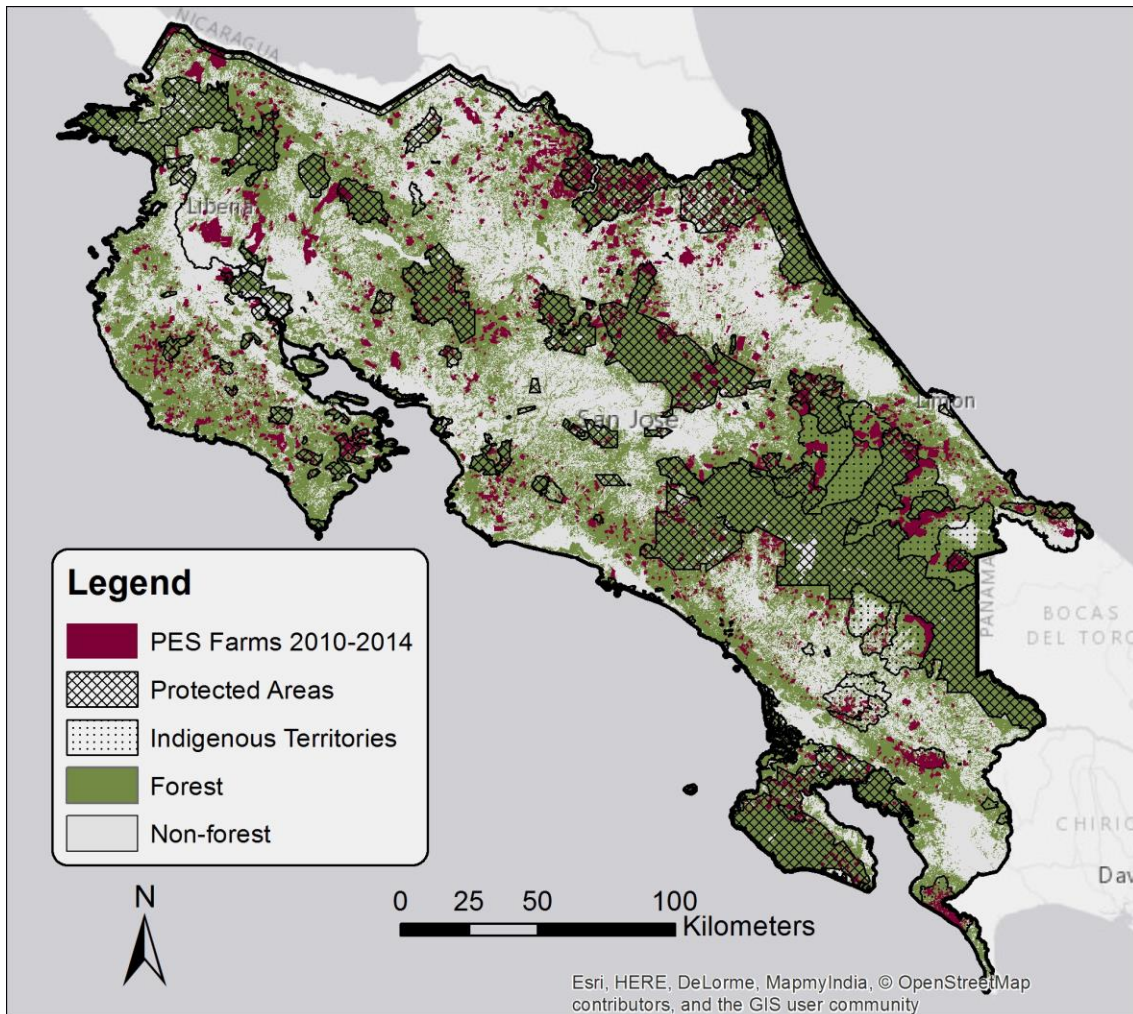 NICARAGUA
Liberia
San Jose
Limon
PANAMA
BOCAS
DEL TORO
CHIRIQ
Dav
Legend
PES Farms 2010-2014
Protected Areas
Indigenous Territories
Forest
Non-forest
N
0 25 50 100
Kilometers
Esri, HERE, DeLorme, MapmyIndia, © OpenStreetMap
contributors, and the GIS user community